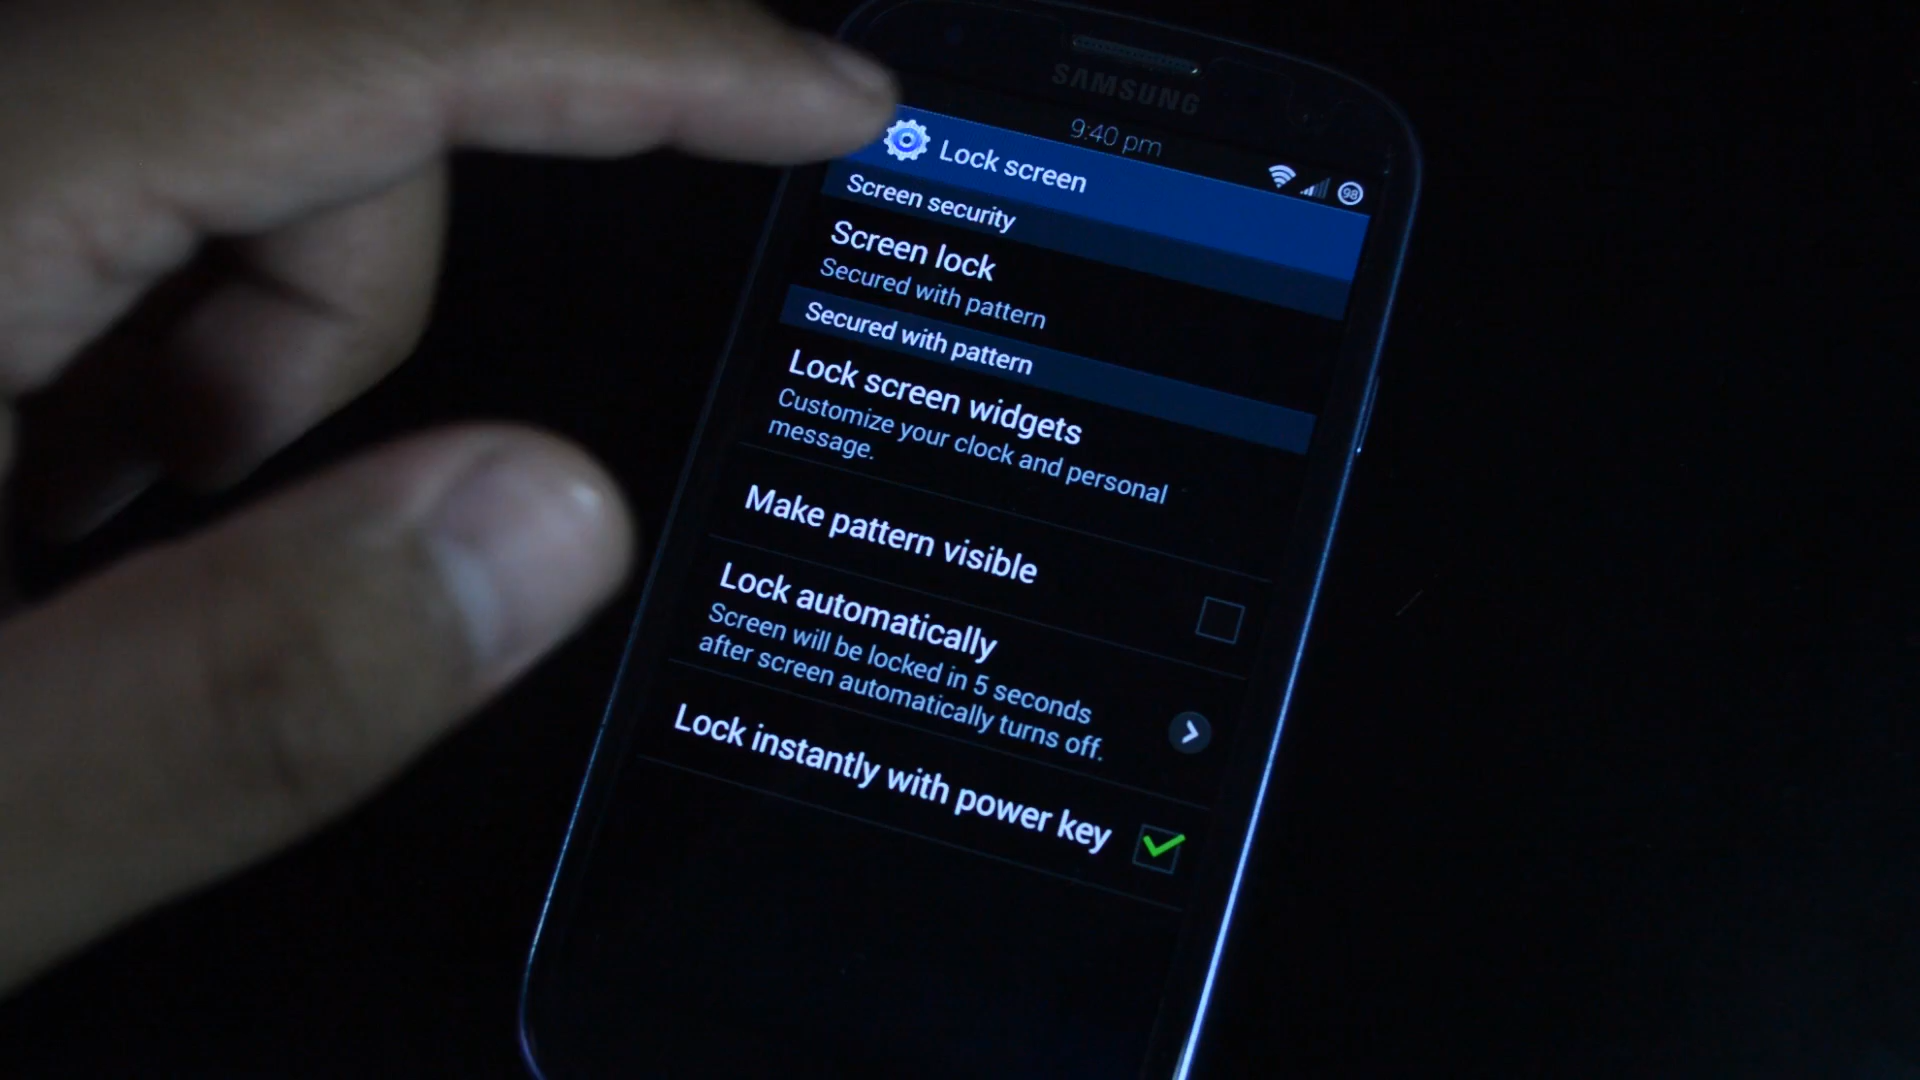 SAMSUNG
9:40 pm
98
Lock screen
Screen security
Screen lock
Secured with pattern
Secured with pattern
Lock screen widgets
Customize your clock and personal
message.
Make pattern visible
Lock automatically
Screen will be locked in 5 seconds
after screen automatically turns off.
Lock instantly with power key